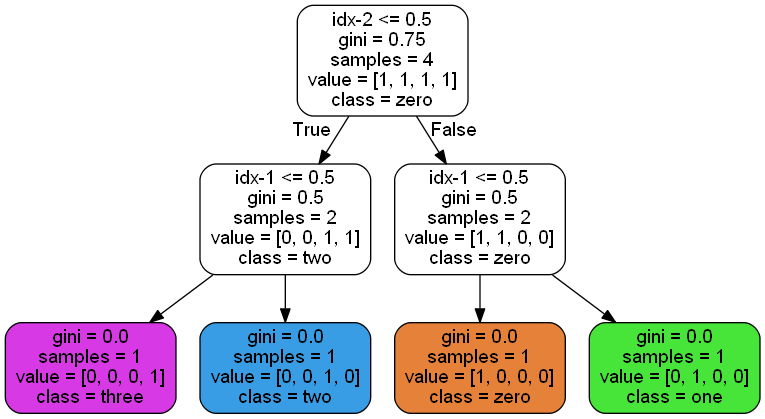 idx-2 <= 0.5
gini = 0.75
samples = 4
value = [1, 1, 1, 1]
class = zero
True
False
idx-1 <= 0.5
gini = 0.5
samples = 2
value = [0, 0, 1, 1]
class = two
idx-1 <= 0.5
gini = 0.5
samples = 2
value = [1, 1, 0, 0]
class = zero
gini = 0.0
samples = 1
value = [0, 0, 0, 1]
class = three
gini = 0.0
samples = 1
value = [0, 0, 1, 0]
class = two
gini = 0.0
samples = 1
value = [1, 0, 0, 0]
class = zero
gini = 0.0
samples = 1
value = [0, 1, 0, 0]
class = one